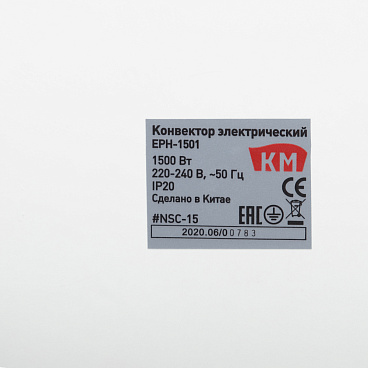 Конвектор электрический
EPH-1501
1500 Вт
220-240 В, ~50 Гц
IP20
Сделано в Китае
#NSC-15
KM
CE
EAC
2020.06/00783